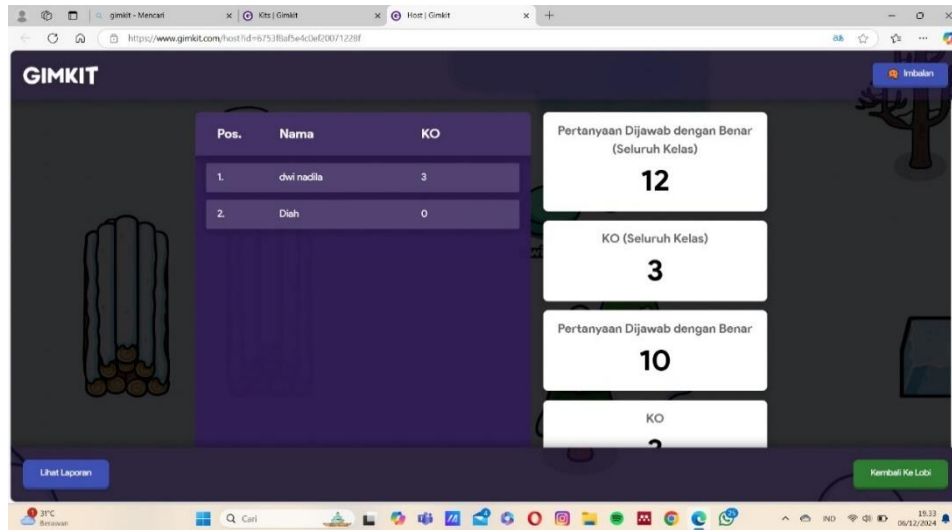 gimkit - Mencari
Kits | Gimkit
Host | Gimkit
https://www.gimkit.com/host?id=6753f8af5e4c0ef20071228f
GIMKIT
Imbalan
Pos. Nama KO
1. dwi nadila 3
2. Diah 0
Pertanyaan Dijawab dengan Benar
(Seluruh Kelas)
12
KO (Seluruh Kelas)
3
Pertanyaan Dijawab dengan Benar
10
KO
Lihat Laporan
Kembali Ke Lobi
31°C
Berawan
Cari
IND
19.33
06/12/2024